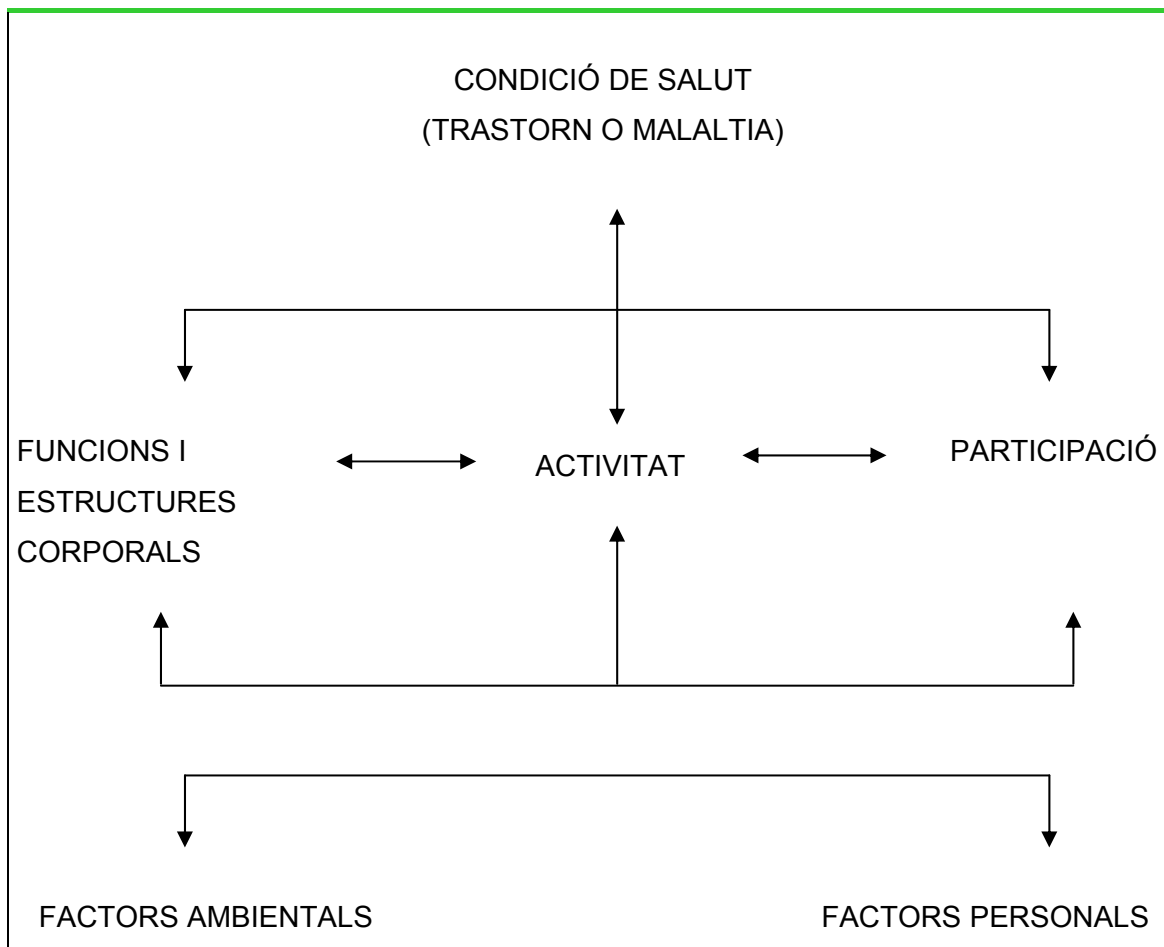 CONDICIÓ DE SALUT
(TRASTORN O MALALTIA)
FUNCIONS I
ESTRUCTURES
CORPORALS
ACTIVITAT
PARTICIPACIÓ
FACTORS AMBIENTALS
FACTORS PERSONALS